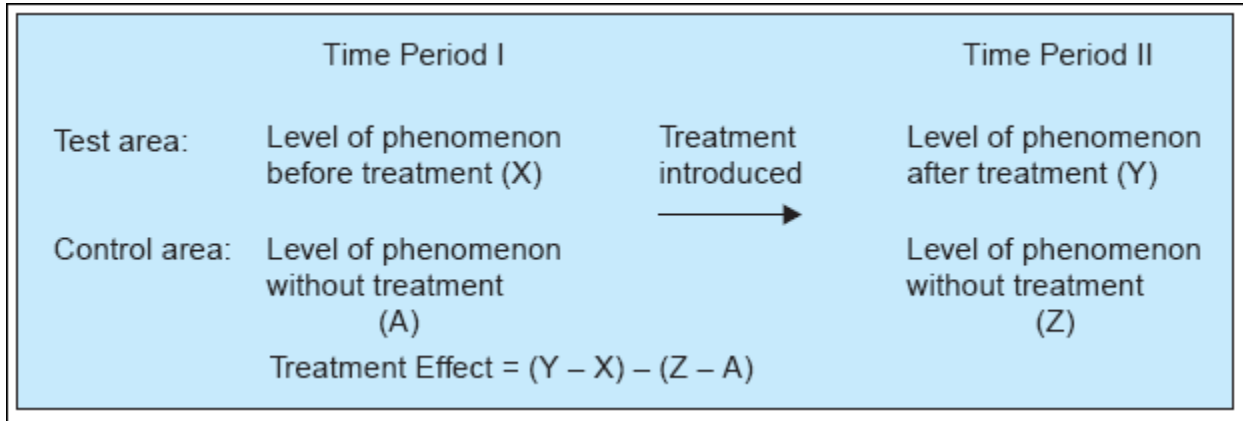 Time Period I Time Period II
Test area: Level of phenomenon before treatment (X) Treatment introduced Level of phenomenon after treatment (Y)
Control area: Level of phenomenon without treatment (A) Level of phenomenon without treatment (Z)
Treatment Effect = (Y – X) – (Z – A)